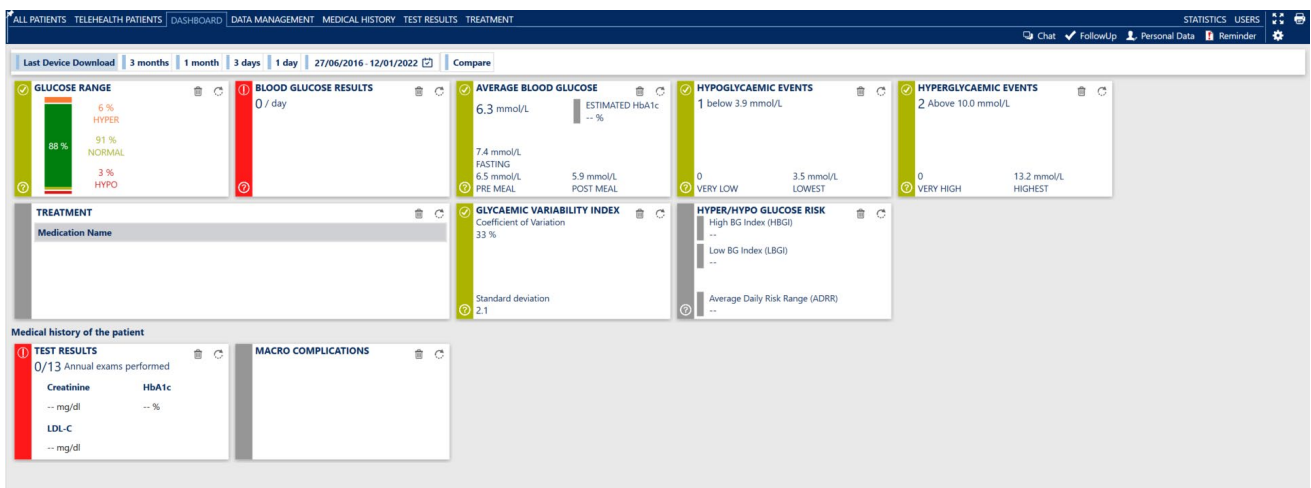 ALL PATIENTS TELEHEALTH PATIENTS DASHBOARD DATA MANAGEMENT MEDICAL HISTORY TEST RESULTS TREATMENT STATISTICS USERS
Chat FollowUp Personal Data Reminder
Last Device Download 3 months 1 month 3 days 1 day 27/06/2016 - 12/01/2022 Compare
GLUCOSE RANGE
88 %
6 %
HYPER
91 %
NORMAL
3 %
HYPO
BLOOD GLUCOSE RESULTS
0 / day
AVERAGE BLOOD GLUCOSE
6.3 mmol/L
ESTIMATED HbA1c
-- %
7.4 mmol/L
FASTING
6.5 mmol/L 5.9 mmol/L
PRE MEAL POST MEAL
HYPOGLYCAEMIC EVENTS
1 below 3.9 mmol/L
0 3.5 mmol/L
VERY LOW LOWEST
HYPERGLYCAEMIC EVENTS
2 Above 10.0 mmol/L
0 13.2 mmol/L
VERY HIGH HIGHEST
TREATMENT
Medication Name
GLYCAEMIC VARIABILITY INDEX
Coefficient of Variation
33 %
Standard deviation
2.1
HYPER/HYPO GLUCOSE RISK
High BG Index (HBGI)
--
Low BG Index (LBGI)
--
Average Daily Risk Range (ADRR)
--
Medical history of the patient
TEST RESULTS
0/13 Annual exams performed
Creatinine HbA1c
-- mg/dl -- %
LDL-C
-- mg/dl
MACRO COMPLICATIONS